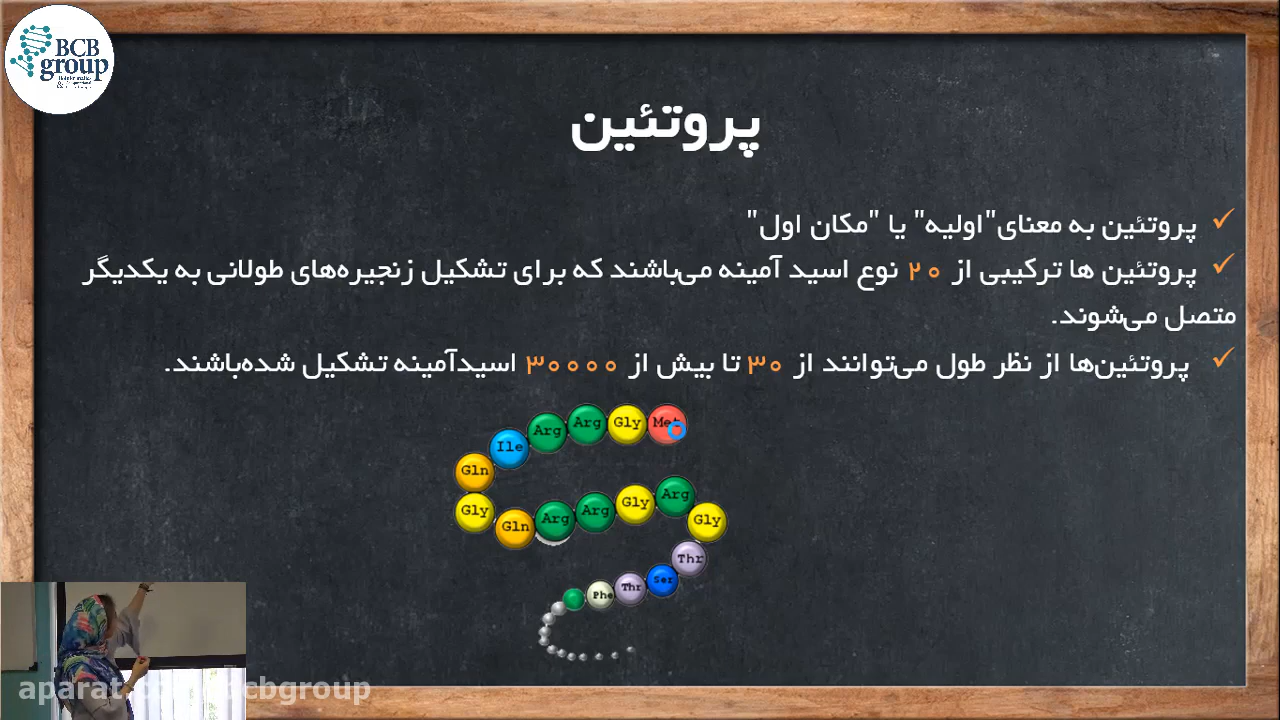 BCB
group
پروتئین
پروتئین به معنای"اولیه" یا "مکان اول"
پروتئین ها ترکیبی از ۲۰ نوع اسید آمینه می‌باشند که برای تشکیل زنجیره‌های طولانی به یکدیگر
متصل می‌شوند.
پروتئین‌ها از نظر طول می‌توانند از ۳۰ تا بیش از ۳۰۰۰۰ اسیدآمینه تشکیل شده‌باشند.
Ile Arg Arg Gly Met
Gln
Gly Gln Arg Arg Gly Arg Gly
Thr
Phe Thr Ser